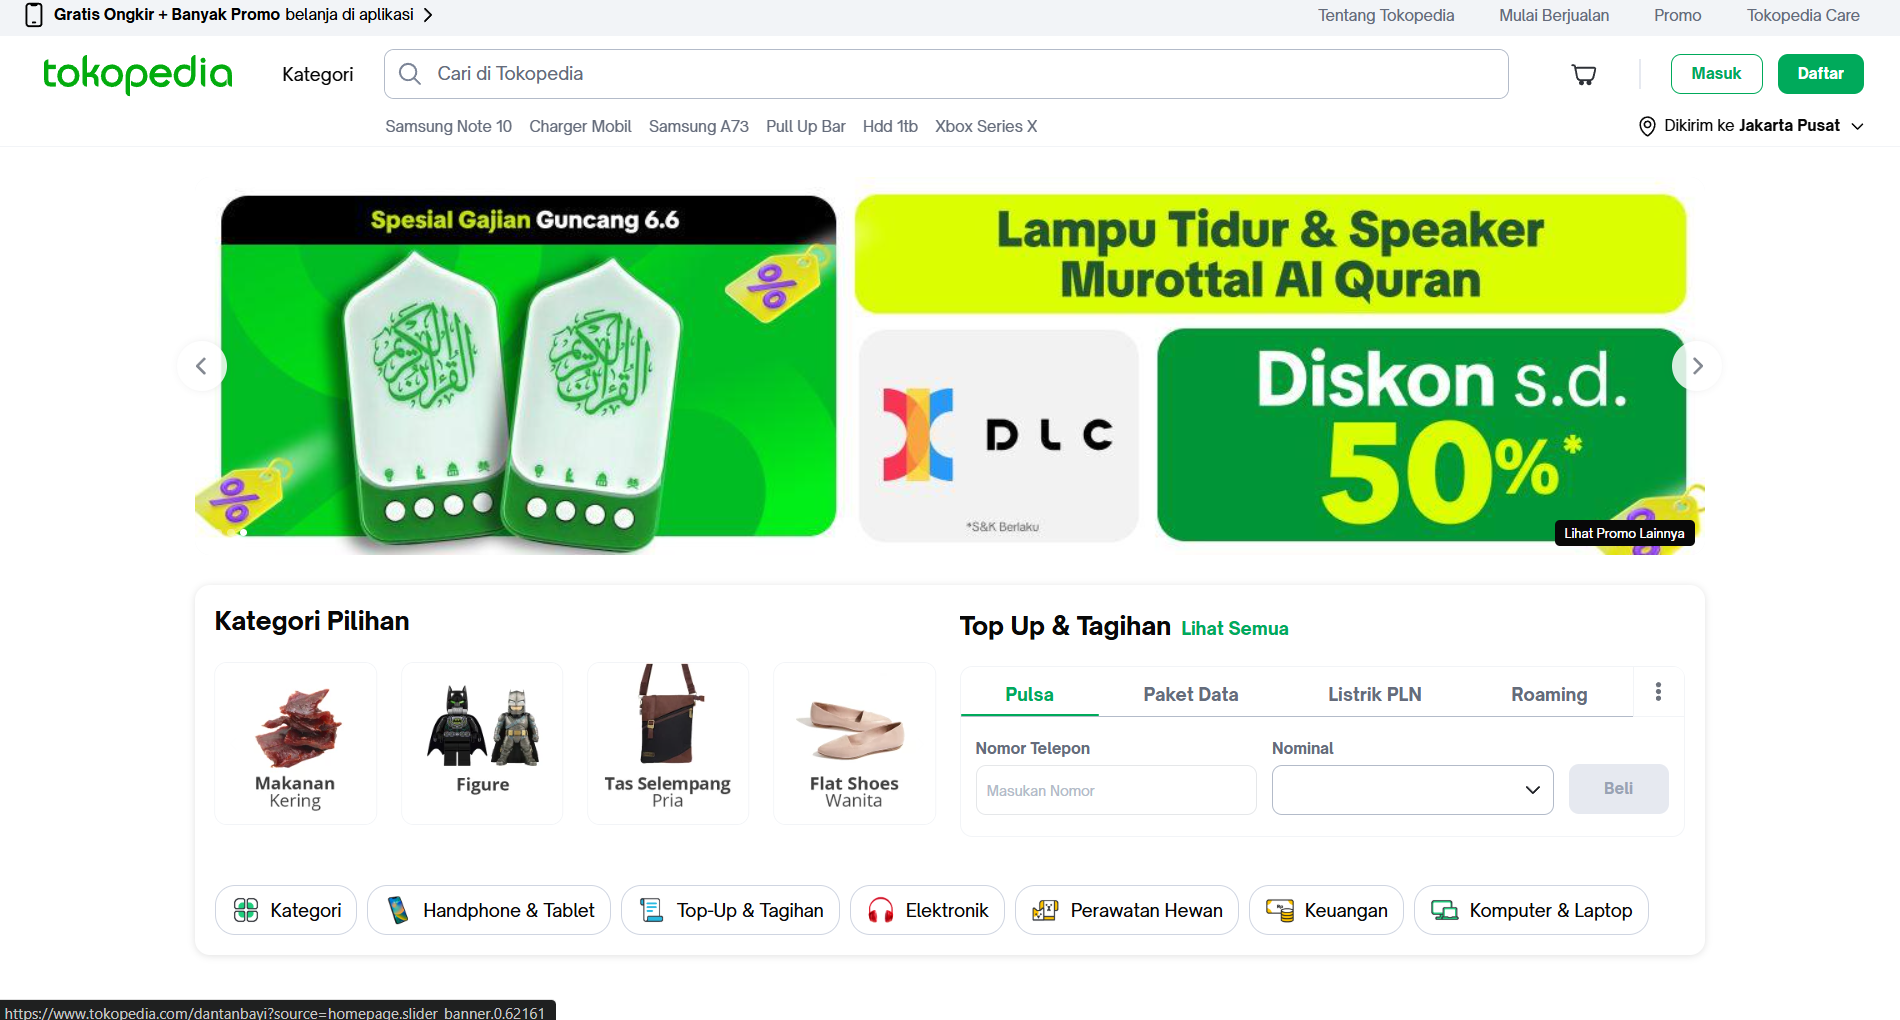 Gratis Ongkir + Banyak Promo belanja di aplikasi
Tentang Tokopedia
Mulai Berjualan
Promo
Tokopedia Care
tokopedia
Kategori
Cari di Tokopedia
Masuk
Daftar
Samsung Note 10
Charger Mobil
Samsung A73
Pull Up Bar
Hdd 1tb
Xbox Series X
Dikirim ke Jakarta Pusat
Spesial Gajian Guncang 6.6
القرآن الكريم
القرآن الكريم
%
%
Lampu Tidur & Speaker
Murottal Al Quran
DLC
*S&K Berlaku
Diskon s.d.
50%*
%
Lihat Promo Lainnya
Kategori Pilihan
Makanan
Kering
Figure
Tas Selempang
Pria
Flat Shoes
Wanita
Top Up & Tagihan Lihat Semua
Pulsa
Paket Data
Listrik PLN
Roaming
Nomor Telepon
Masukan Nomor
Nominal
Beli
Kategori
Handphone & Tablet
Top-Up & Tagihan
Elektronik
Perawatan Hewan
Keuangan
Komputer & Laptop
https://www.tokopedia.com/dantanbayi?source=homepage.slider_banner.0.62161